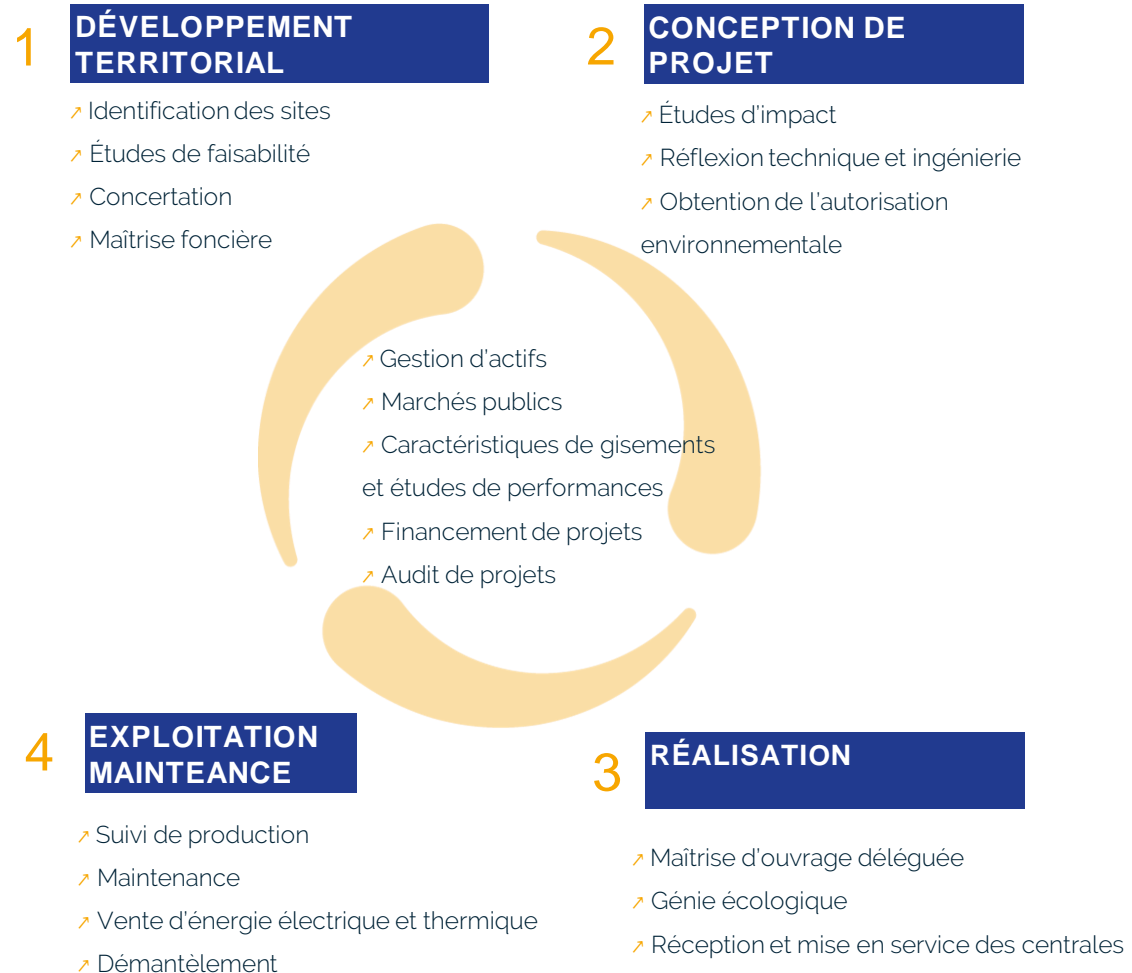 1
DÉVELOPPEMENT
TERRITORIAL
↗ Identification des sites
↗ Études de faisabilité
↗ Concertation
↗ Maîtrise foncière
2
CONCEPTION DE
PROJET
↗ Études d’impact
↗ Réflexion technique et ingénierie
↗ Obtention de l’autorisation
environnementale
↗ Gestion d’actifs
↗ Marchés publics
↗ Caractéristiques de gisements
et études de performances
↗ Financement de projets
↗ Audit de projets
4
EXPLOITATION
MAINTEANCE
↗ Suivi de production
↗ Maintenance
↗ Vente d’énergie électrique et thermique
↗ Démantèlement
3
RÉALISATION
↗ Maîtrise d’ouvrage déléguée
↗ Génie écologique
↗ Réception et mise en service des centrales